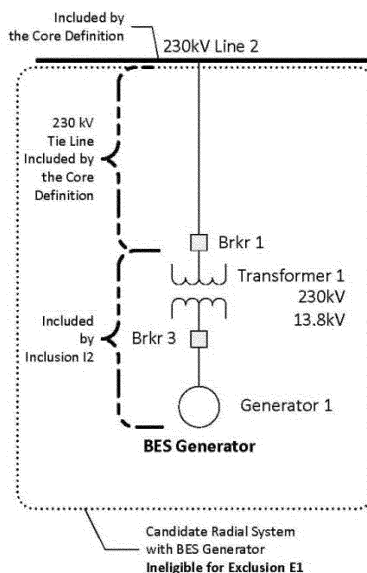 Included by
the Core Definition
230kV Line 2
230 kV
Tie Line
Included by
the Core
Definition
Brkr 1
Transformer 1
230kV
13.8kV
Included
by
Inclusion I2
Brkr 3
Generator 1
BES Generator
Candidate Radial System
with BES Generator
Ineligible for Exclusion E1